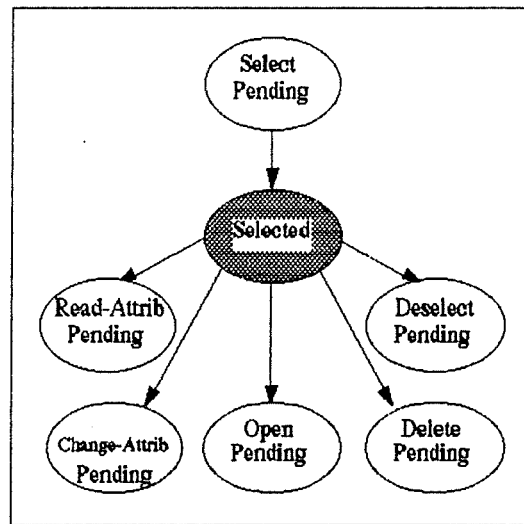 Select
Pending
Selected
Read-Attrib
Pending
Deselect
Pending
Change-Attrib
Pending
Open
Pending
Delete
Pending